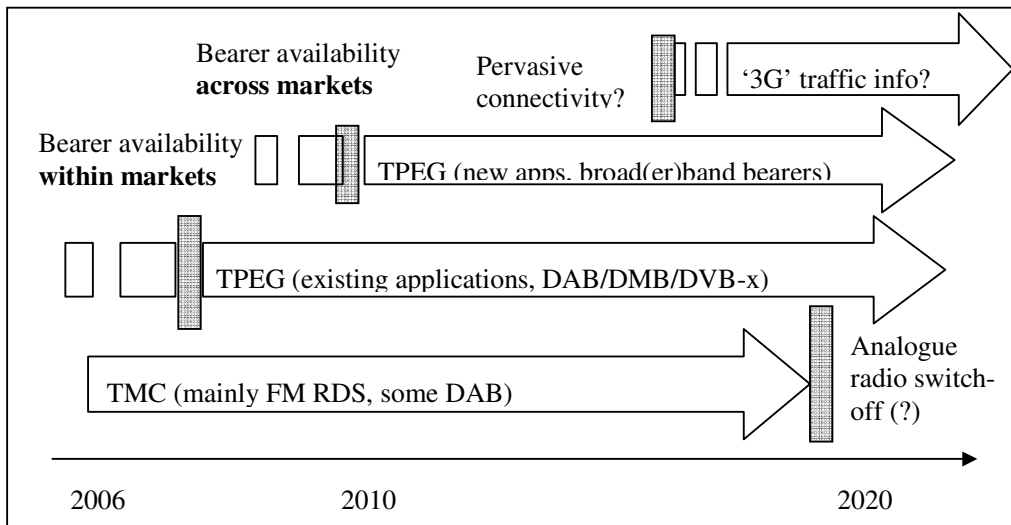 Bearer availability
across markets
Pervasive
connectivity?
‘3G’ traffic info?
Bearer availability
within markets
TPEG (new apps, broad(er)band bearers)
TPEG (existing applications, DAB/DMB/DVB-x)
TMC (mainly FM RDS, some DAB)
Analogue
radio switch-
off (?)
2006 2010 2020